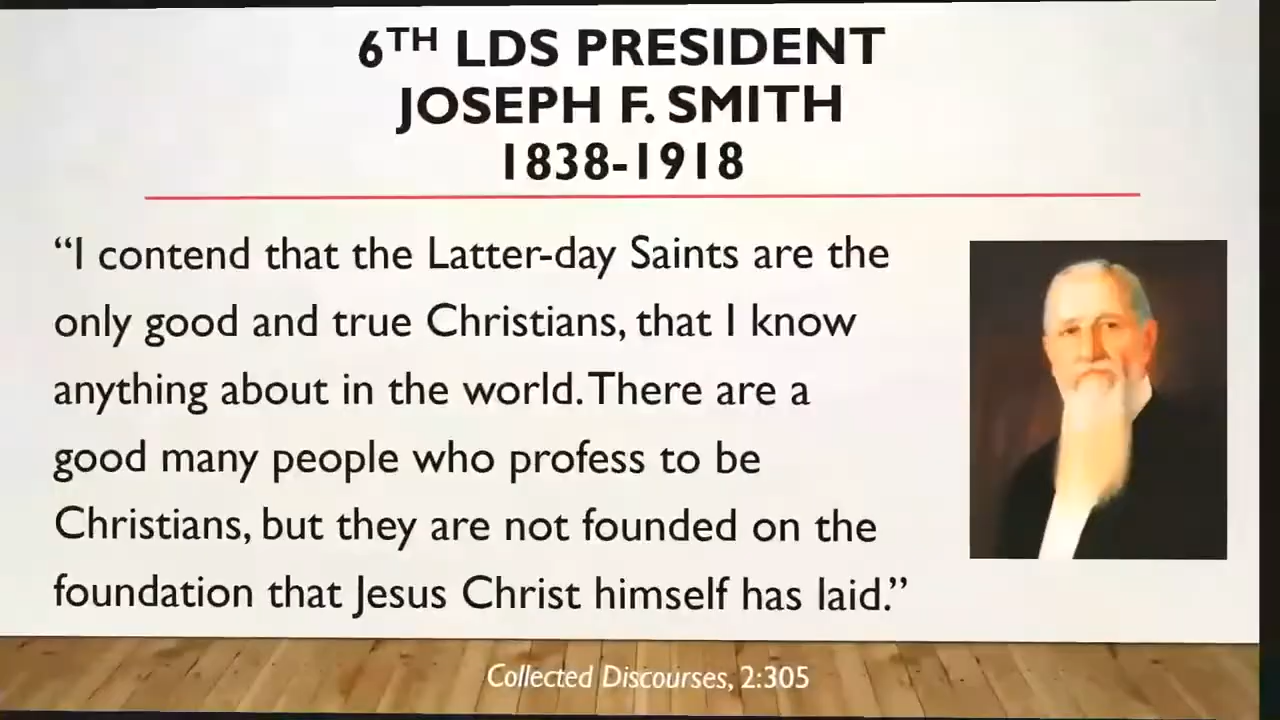 6TH LDS PRESIDENT
JOSEPH F. SMITH
1838-1918
“I contend that the Latter-day Saints are the
only good and true Christians, that I know
anything about in the world. There are a
good many people who profess to be
Christians, but they are not founded on the
foundation that Jesus Christ himself has laid.”
Collected Discourses, 2:305